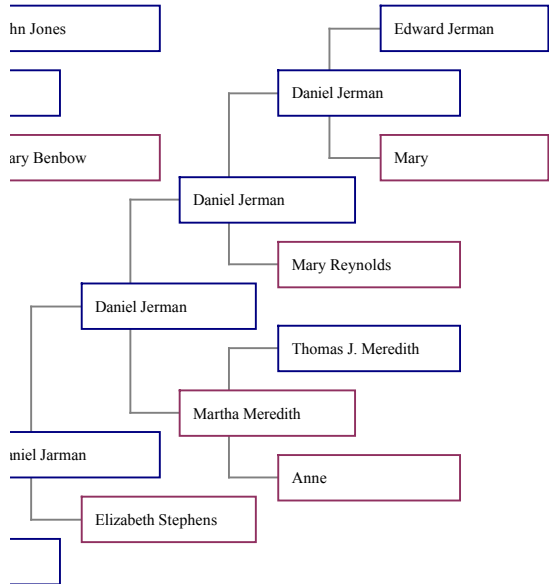 hn Jones
Edward Jerman
Daniel Jerman
ary Benbow
Mary
Daniel Jerman
Mary Reynolds
Daniel Jerman
Thomas J. Meredith
Martha Meredith
niel Jarman
Anne
Elizabeth Stephens